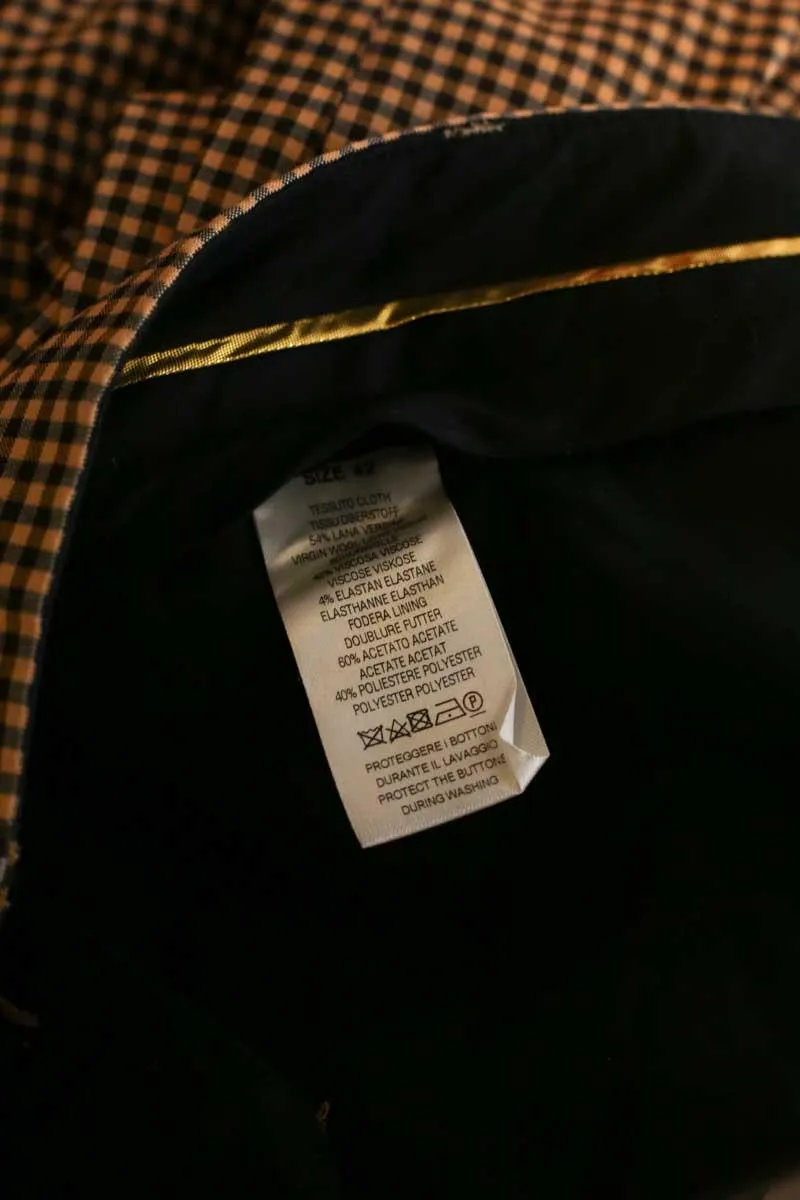 SIZE 42
TESSUTO CLOTH
TISSU OBERSTOFF
54% LANA VERGINE
VIRGIN WOOL
VISCOSA VISCOSE
VISCOSE VISKOSE
4% ELASTAN ELASTANE
ELASTHANNE ELASTHAN
FODERA LINING
DOUBLURE FUTTER
60% ACETATO ACETATE
ACETATE ACETAT
40% POLIESTERE POLYESTER
POLYESTER POLYESTER
P
PROTEGGERE I BOTTONI
DURANTE IL LAVAGGIO
PROTECT THE BUTTONS
DURING WASHING